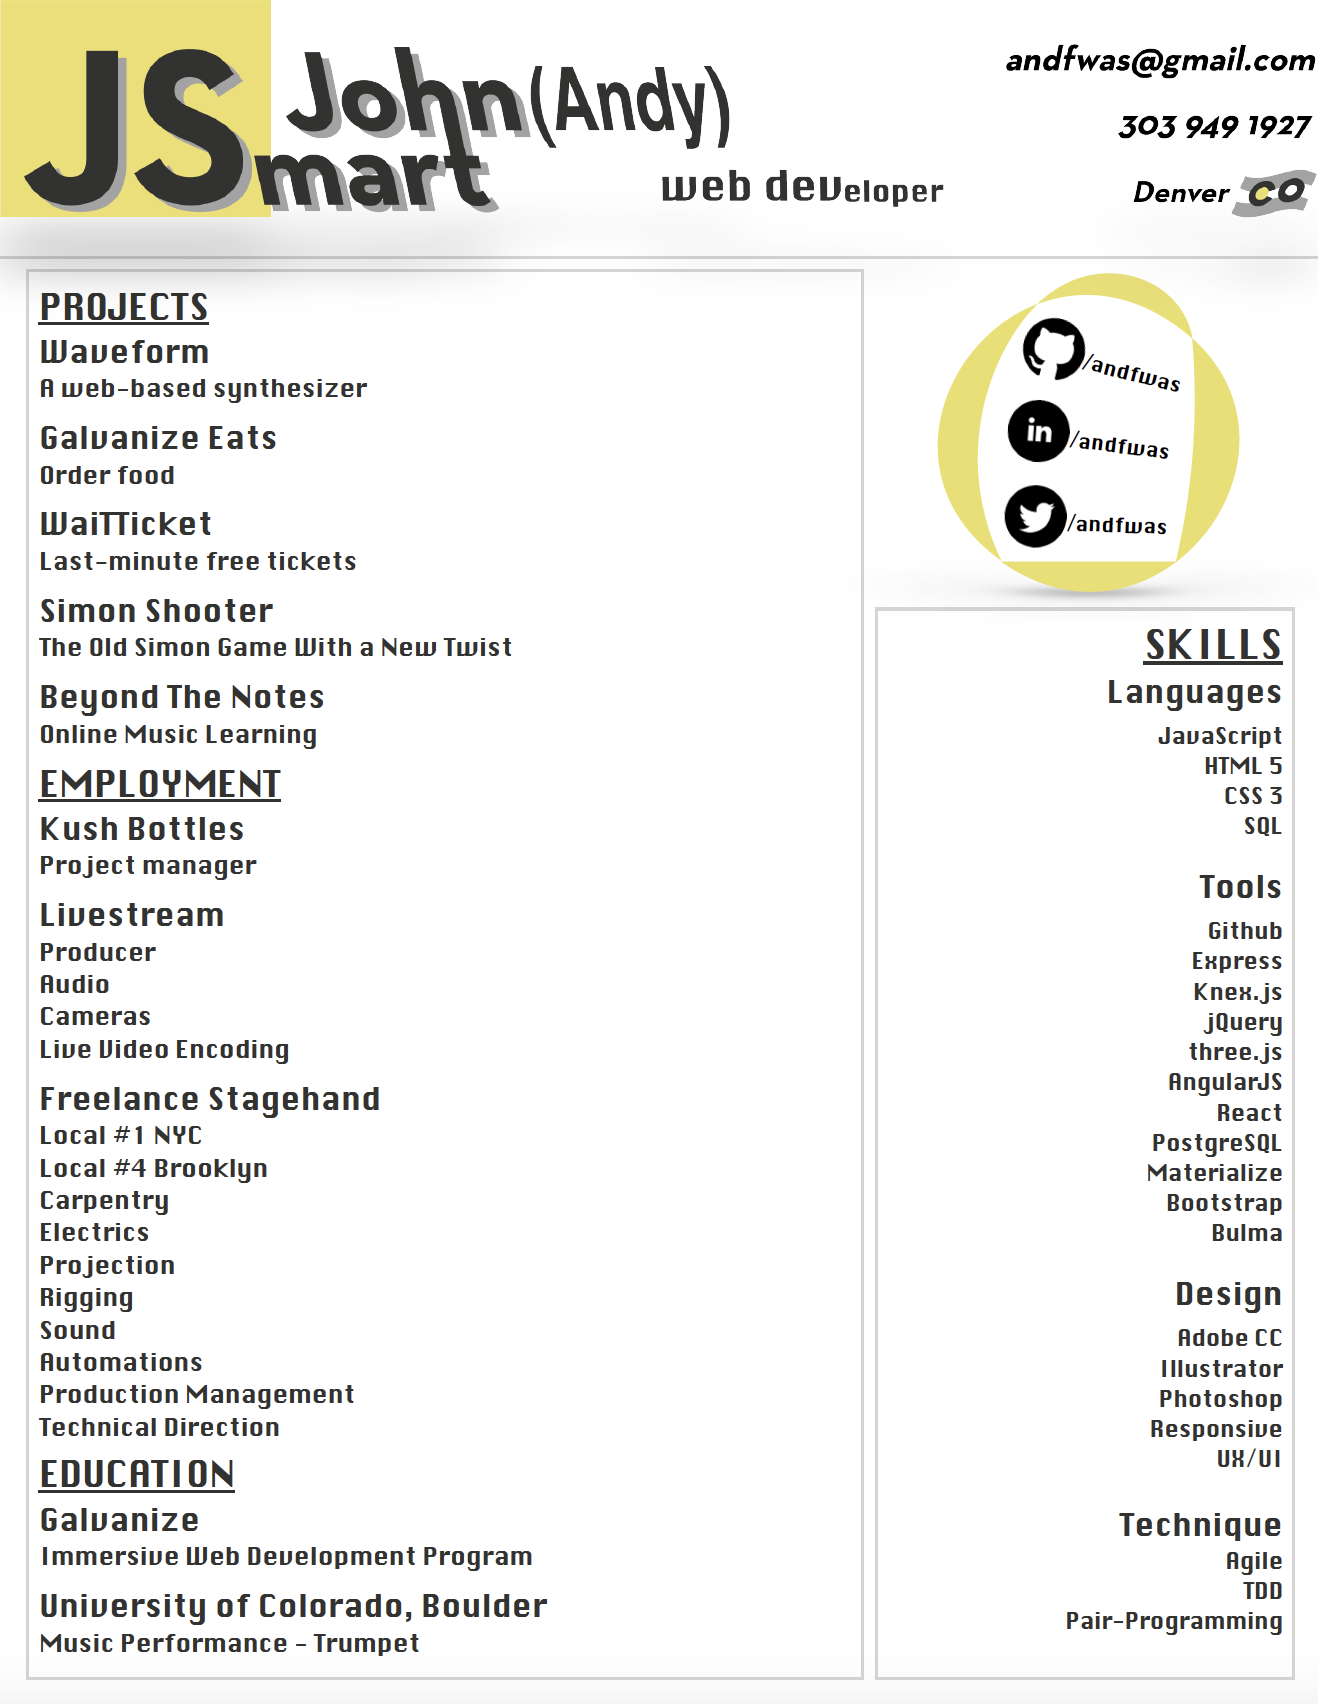 JSmart
John (Andy)
web developer
andfwas@gmail.com
303 949 1927
Denver CO
PROJECTS
Waveform
A web-based synthesizer
Galvanize Eats
Order food
WaiTTicket
Last-minute free tickets
Simon Shooter
The Old Simon Game With a New Twist
Beyond The Notes
Online Music Learning
EMPLOYMENT
Kush Bottles
Project manager
Livestream
Producer
Audio
Cameras
Live Video Encoding
Freelance Stagehand
Local #1 NYC
Local #4 Brooklyn
Carpentry
Electrics
Projection
Rigging
Sound
Automations
Production Management
Technical Direction
EDUCATION
Galvanize
Immersive Web Development Program
University of Colorado, Boulder
Music Performance - Trumpet
/andfwas
in /andfwas
/andfwas
SKILLS
Languages
JavaScript
HTML 5
CSS 3
SQL
Tools
Github
Express
Knex.js
jQuery
three.js
AngularJS
React
PostgreSQL
Materialize
Bootstrap
Bulma
Design
Adobe CC
Illustrator
Photoshop
Responsive
UX/UI
Technique
Agile
TDD
Pair-Programming